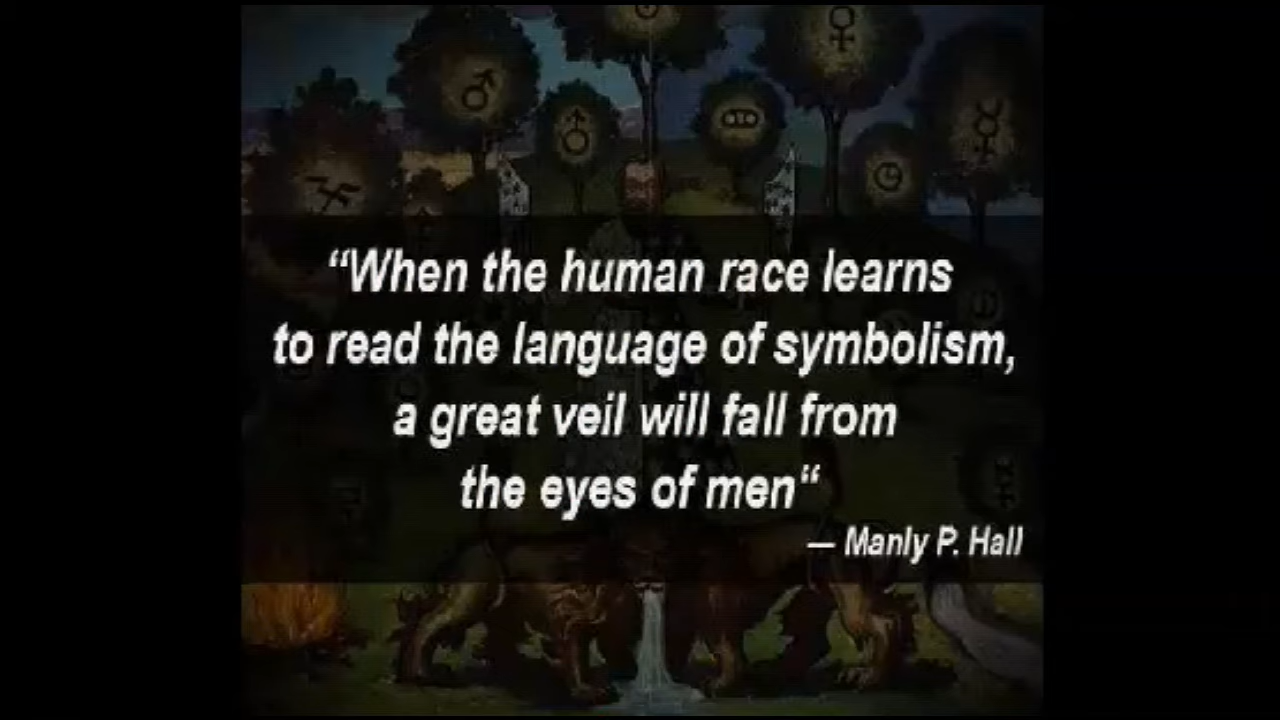 “When the human race learns
to read the language of symbolism,
a great veil will fall from
the eyes of men“
— Manly P. Hall